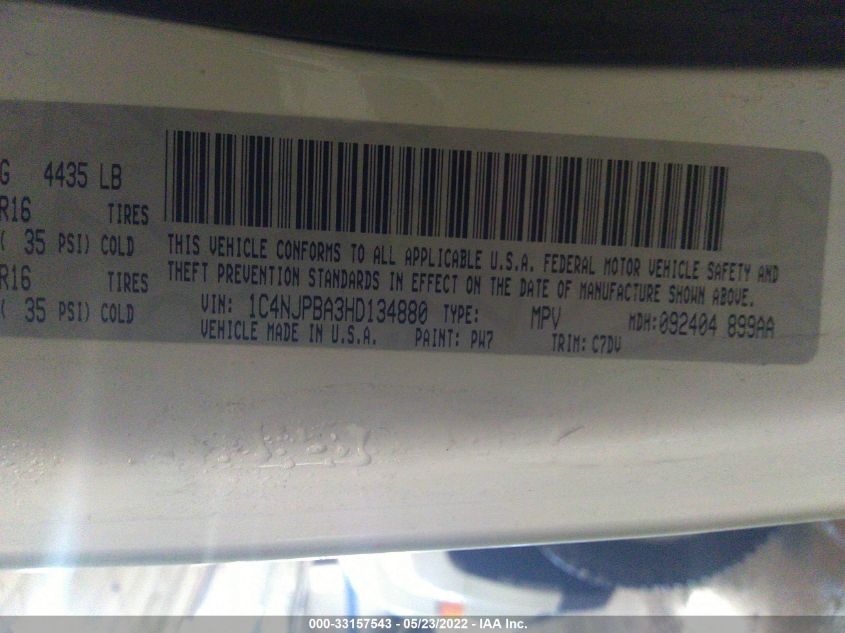 G 4435 LB
R16 TIRES
( 35 PSI) COLD
R16 TIRES
( 35 PSI) COLD
THIS VEHICLE CONFORMS TO ALL APPLICABLE U.S.A. FEDERAL MOTOR VEHICLE SAFETY AND
THEFT PREVENTION STANDARDS IN EFFECT ON THE DATE OF MANUFACTURE SHOWN ABOVE.
VIN: 1C4NJPBA3HD134880 TYPE: MPV MDH:092404 899AA
VEHICLE MADE IN U.S.A. PAINT: PW7 TRIM: C7DV
000-33157543 - 05/23/2022 - IAA Inc.